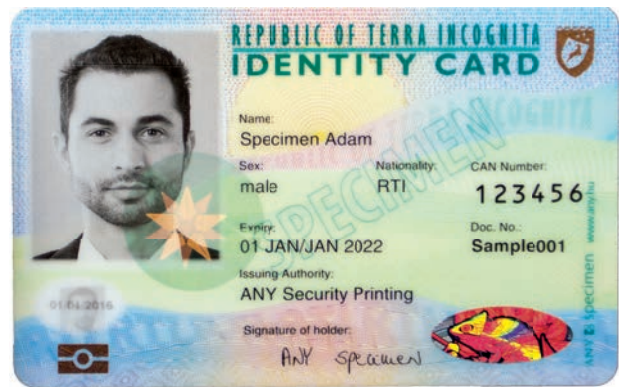 REPUBLIC OF TERRA INCOGNITA
IDENTITY CARD
Name:
Specimen Adam
Sex: Nationality: CAN Number:
male RTI 123456
Expiry: Doc. No.:
01 JAN/JAN 2022 Sample001
Issuing Authority:
ANY Security Printing
Signature of holder:
ANY Specimen
SPECIMEN
01-01-2016
ANY specimen www.any.hu